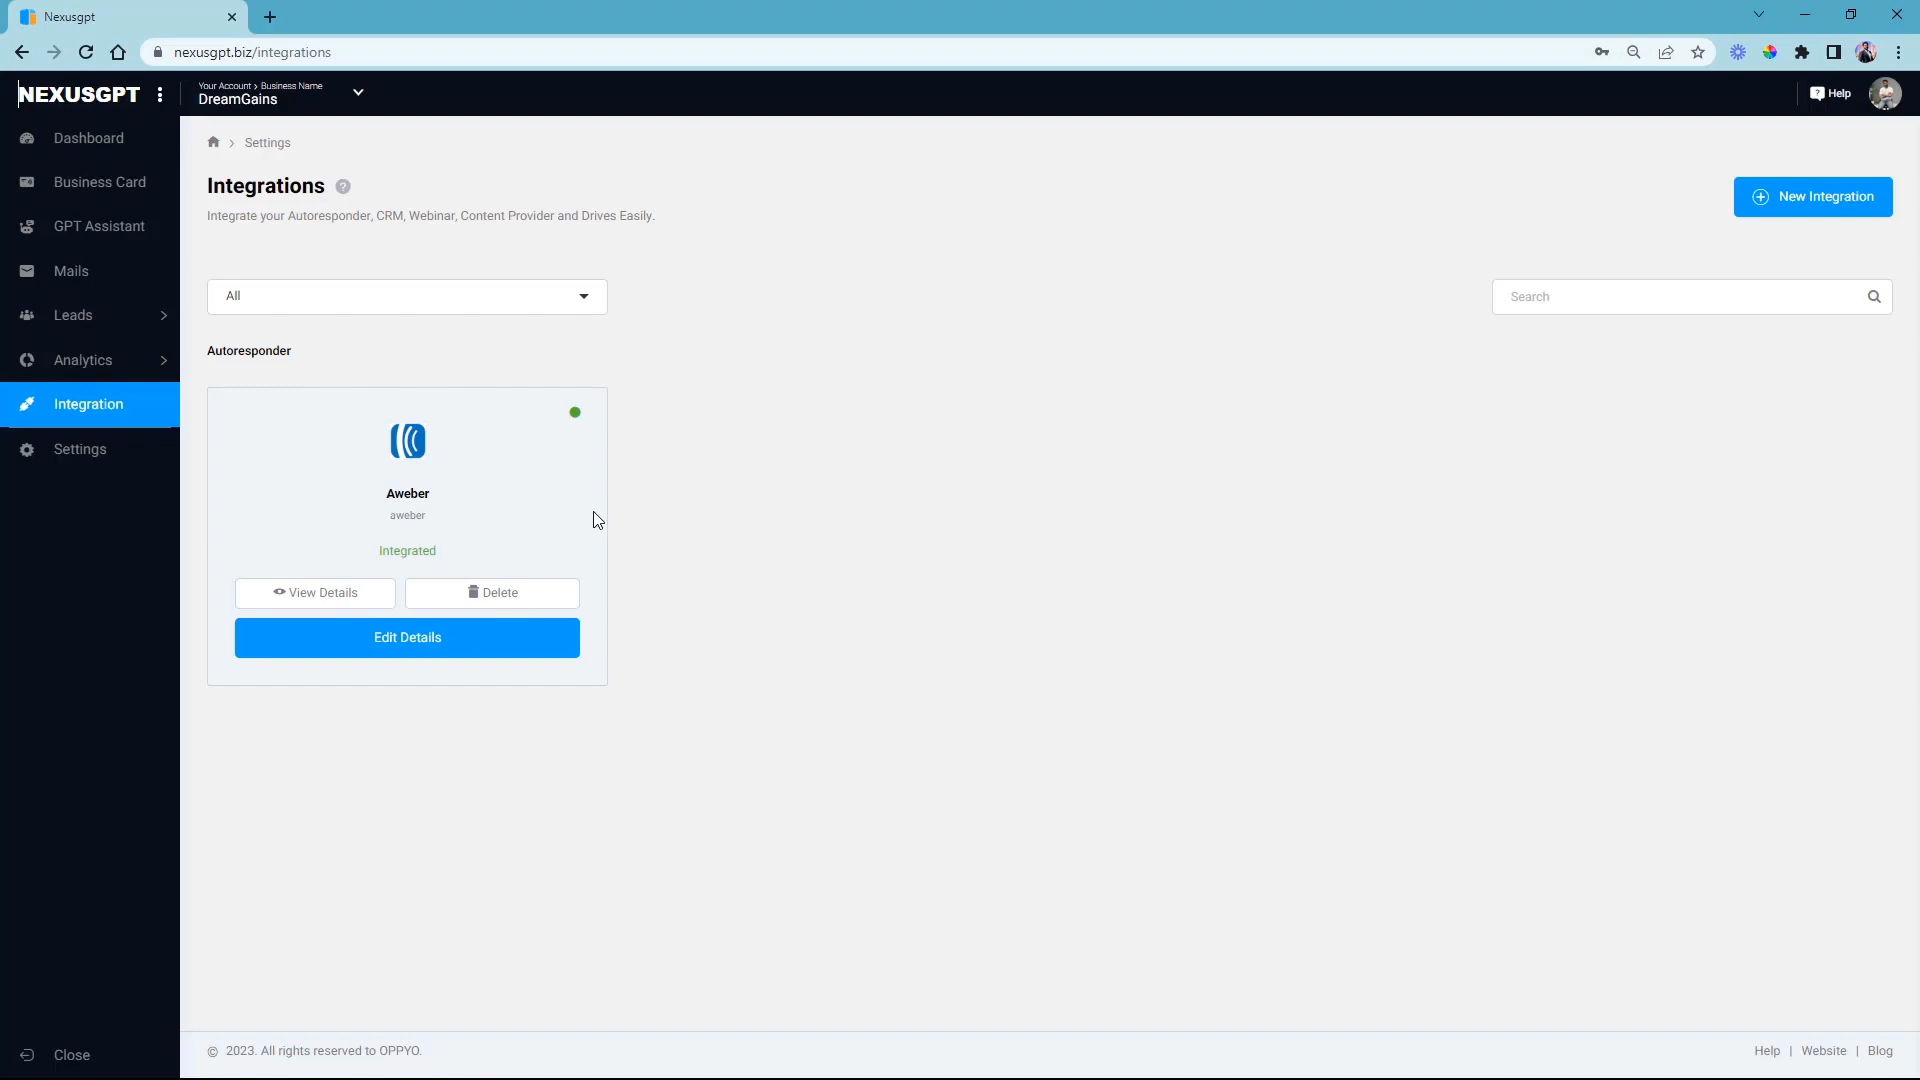 Nexusgpt
nexusgpt.biz/integrations
NEXUSGPT
Your Account › Business Name
DreamGains
Help
Dashboard
Business Card
GPT Assistant
Mails
Leads
Analytics
Integration
Settings
Close
Settings
Integrations
Integrate your Autoresponder, CRM, Webinar, Content Provider and Drives Easily.
New Integration
All
Search
Autoresponder
Aweber
aweber
Integrated
View Details
Delete
Edit Details
© 2023. All rights reserved to OPPYO.
Help | Website | Blog